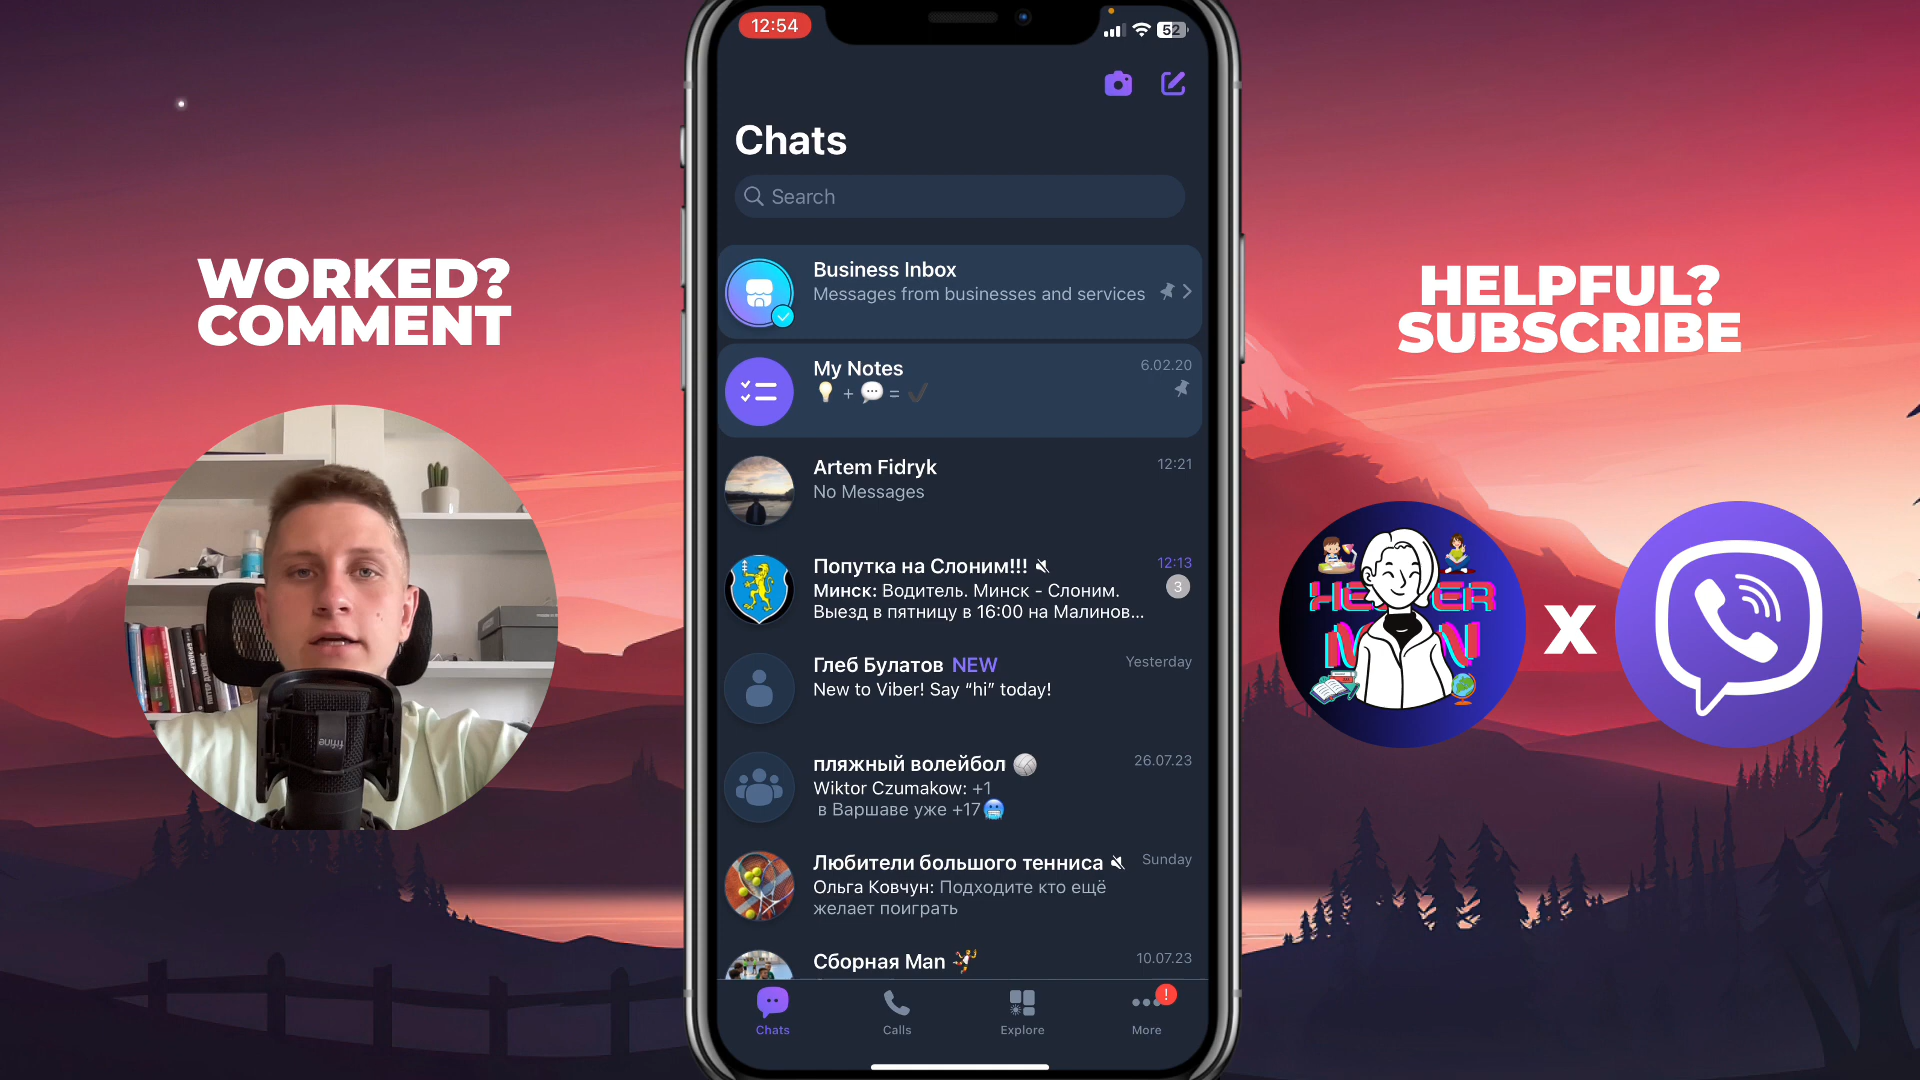 WORKED?
COMMENT
12:54
52
Chats
Search
Business Inbox
Messages from businesses and services
My Notes
6.02.20
+ =
Artem Fidryk
12:21
No Messages
Попутка на Слоним!!!
12:13
Минск: Водитель. Минск - Слоним.
3
Выезд в пятницу в 16:00 на Малинов...
Глеб Булатов NEW
Yesterday
New to Viber! Say “hi” today!
пляжный волейбол
26.07.23
Wiktor Czumakow: +1
в Варшаве уже +17
Любители большого тенниса
Sunday
Ольга Ковчун: Подходите кто ещё
желает поиграть
Сборная Man
10.07.23
!
Chats
Calls
Explore
More
HELPFUL?
SUBSCRIBE
X
fifine